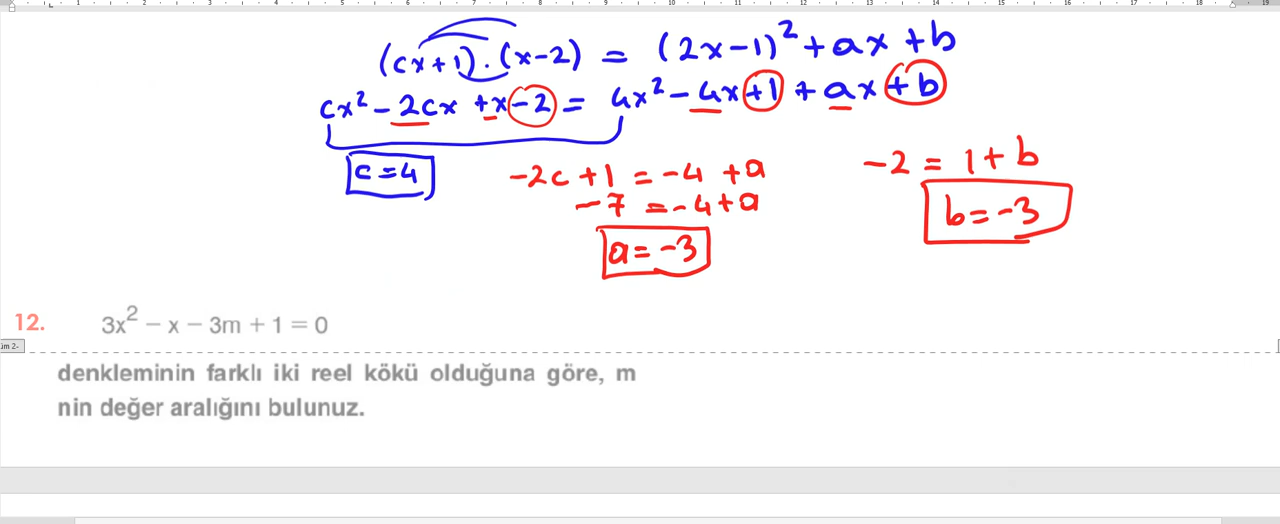 (cx+1).(x-2) = (2x-1)²+ax+b
cx²-2cx+x-2 = 4x²-4x+1+ax+b
c=4
-2c+1=-4+a
-7=-4+a
a=-3
-2=1+b
b=-3
12. 3x² − x − 3m + 1 = 0
üm 2-
denkleminin farklı iki reel kökü olduğuna göre, m
nin değer aralığını bulunuz.